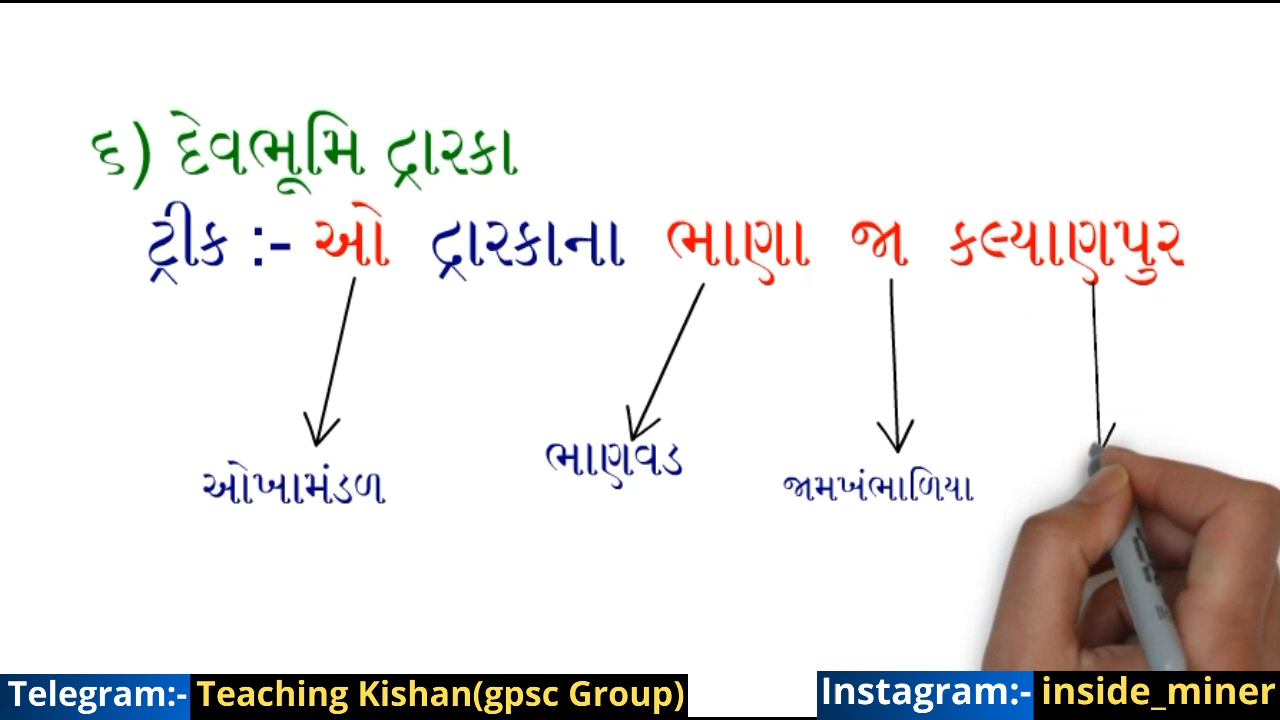 ૬) દેવભૂમિ દ્રારકા
ટ્રીક :- ઓ દ્રારકાના ભાણા જા કલ્યાણપુર
ઓખામંડળ ભાણવડ જામખંભાળિયા
Telegram:- Teaching Kishan(gpsc Group) Instagram:- inside_miner